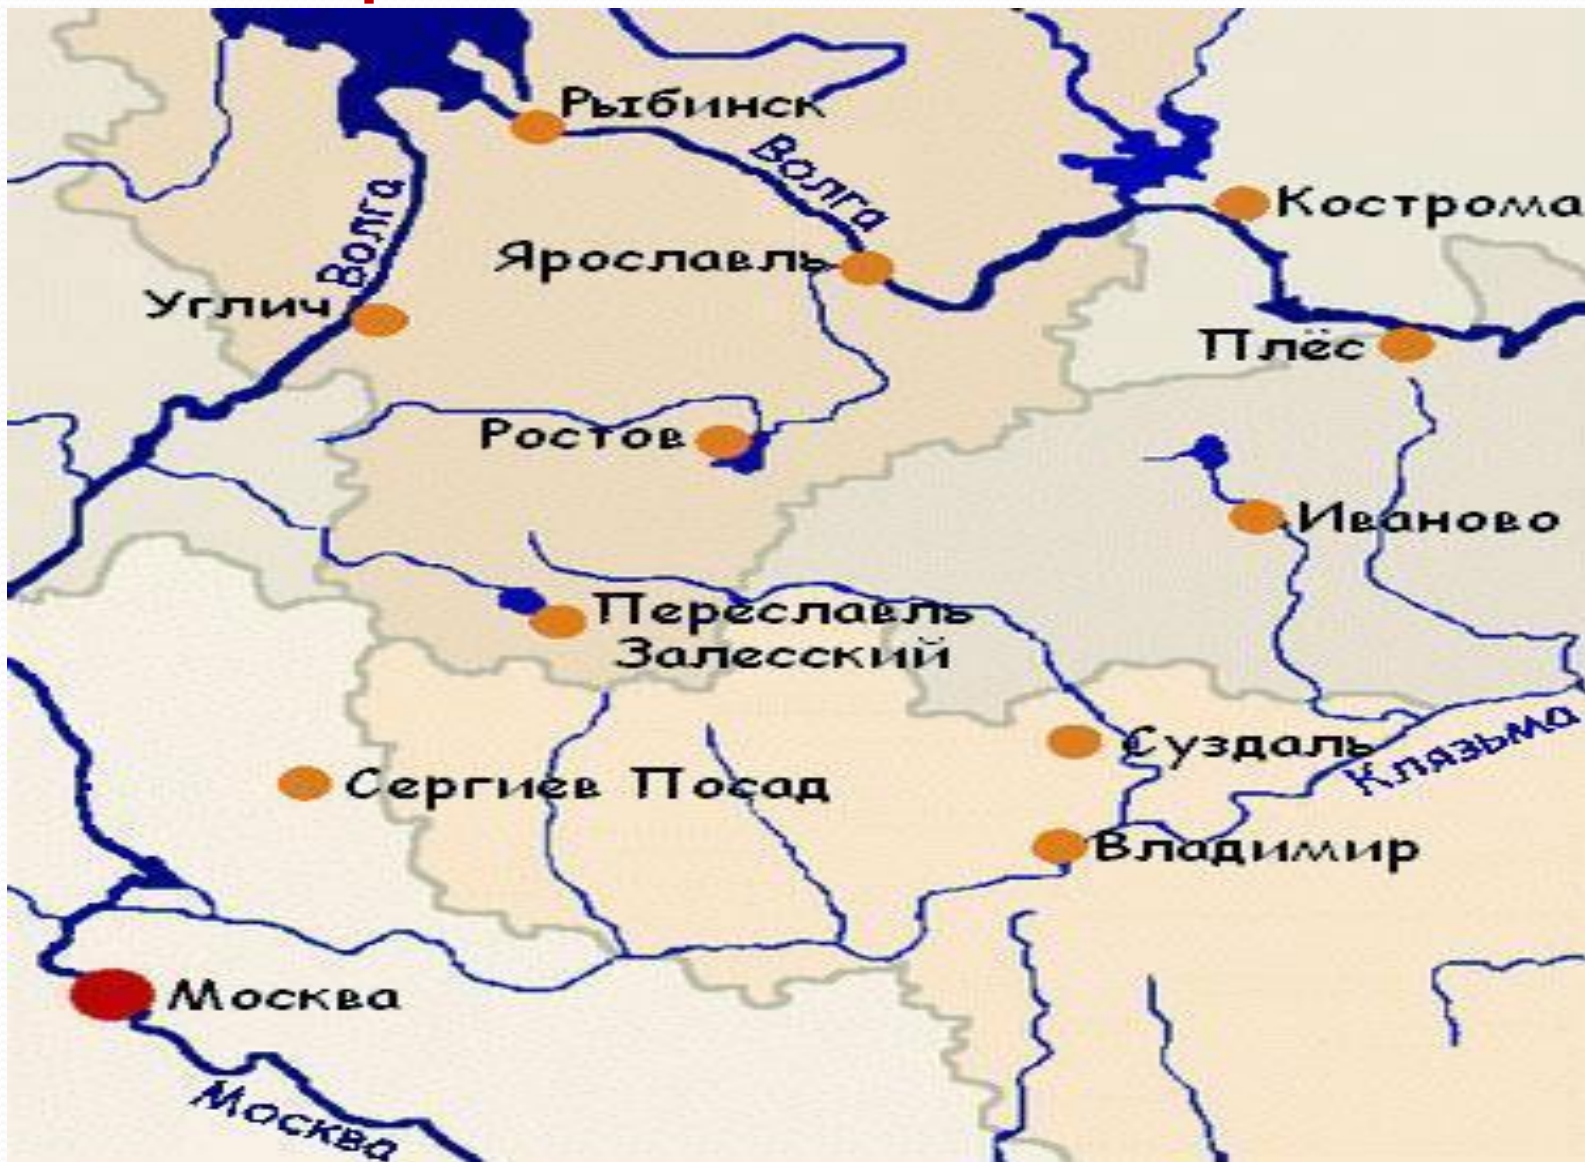 Рыбинск
Волга
Волга
Кострома
Ярославль
Углич
Плёс
Ростов
Иваново
Переславль
Залесский
Суздаль
Клязьма
Сергиев Посад
Владимир
Москва
Москва